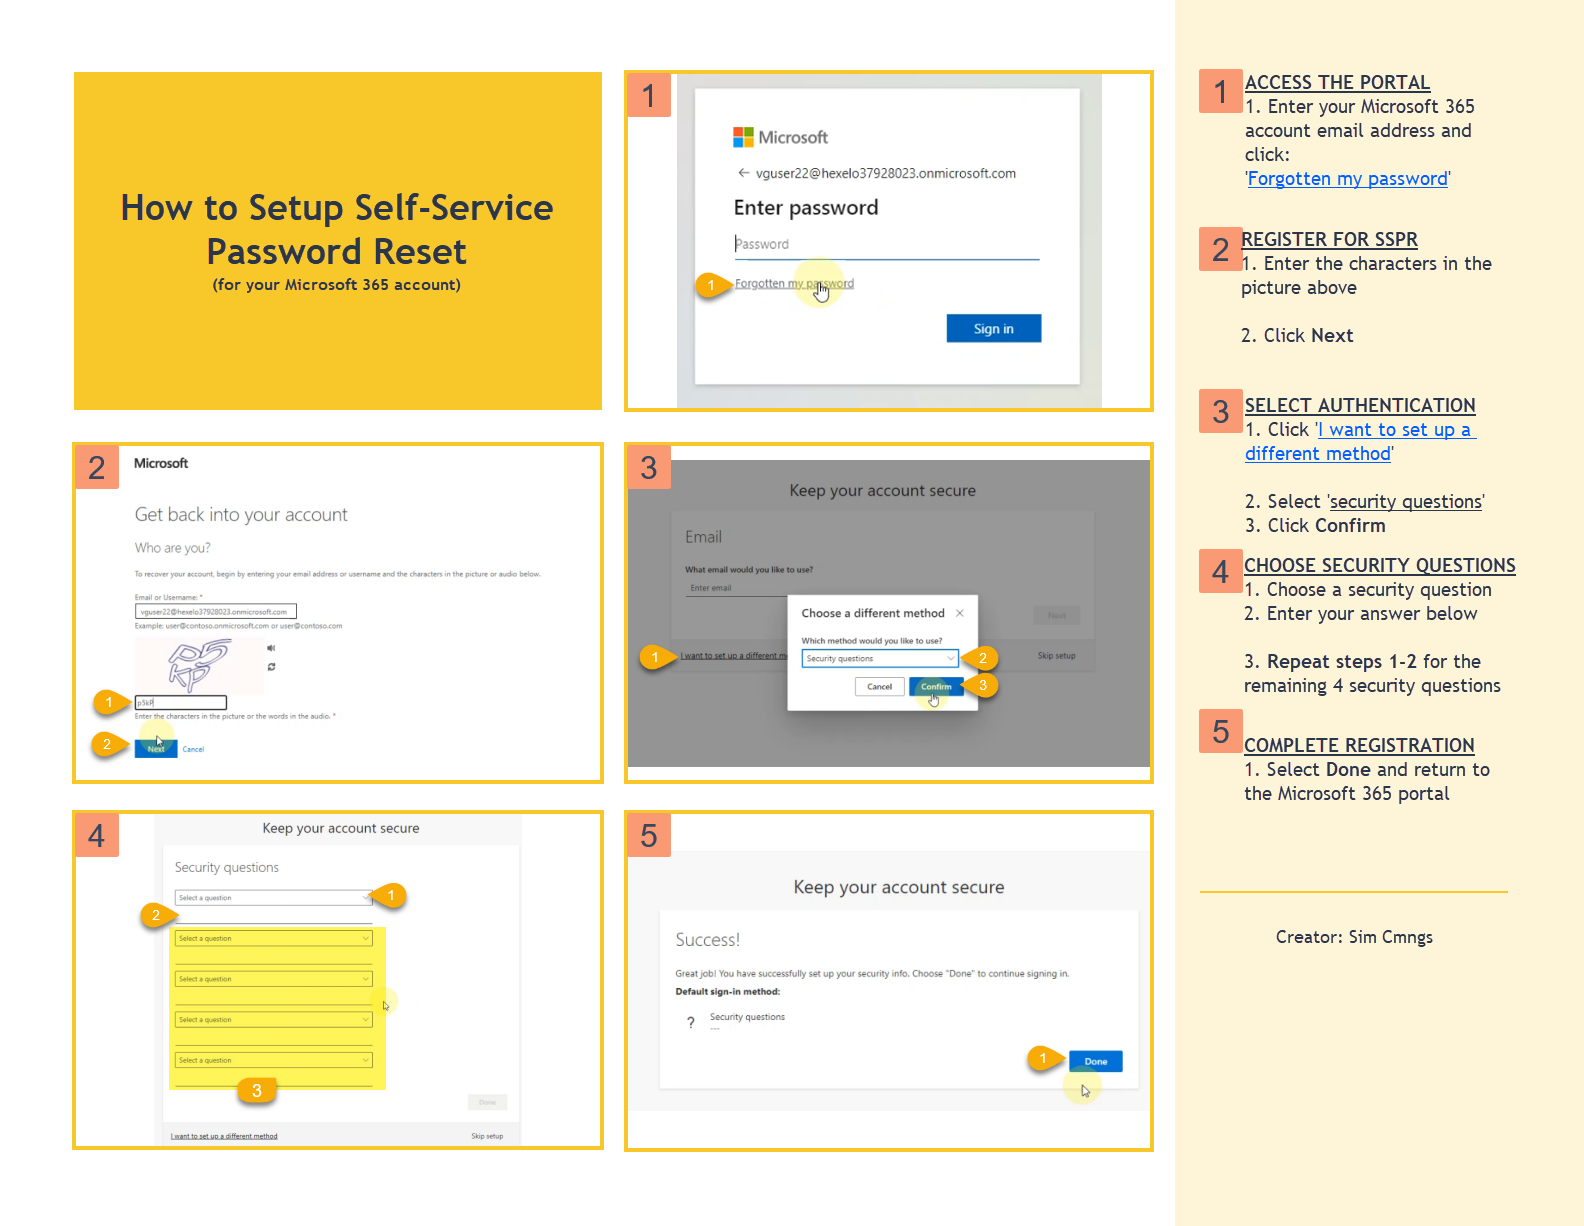 How to Setup Self-Service
Password Reset
(for your Microsoft 365 account)
1
Microsoft
← vguser22@hexelo37928023.onmicrosoft.com
Enter password
Password
1
Forgotten my password
Sign in
2
Microsoft
Get back into your account
Who are you?
To recover your account, begin by entering your email address or username and the characters in the picture or audio below.
Email or Username: *
vguser22@hexelo37928023.onmicrosoft.com
Example: user@contoso.onmicrosoft.com or user@contoso.com
1
p5kP
Enter the characters in the picture or the words in the audio. *
2
Next
Cancel
3
Keep your account secure
Email
What email would you like to use?
Enter email
Next
Choose a different method
Which method would you like to use?
1
I want to set up a different m
Security questions
2
Skip setup
Cancel
Confirm
3
4
Keep your account secure
Security questions
Select a question
1
2
Select a question
Select a question
Select a question
Select a question
3
Done
I want to set up a different method
Skip setup
5
Keep your account secure
Success!
Great job! You have successfully set up your security info. Choose "Done" to continue signing in.
Default sign-in method:
? Security questions
---
1
Done
1
ACCESS THE PORTAL
1. Enter your Microsoft 365
account email address and
click:
'Forgotten my password'
2
REGISTER FOR SSPR
1. Enter the characters in the
picture above
2. Click Next
3
SELECT AUTHENTICATION
1. Click 'I want to set up a
different method'
2. Select 'security questions'
3. Click Confirm
4
CHOOSE SECURITY QUESTIONS
1. Choose a security question
2. Enter your answer below
3. Repeat steps 1-2 for the
remaining 4 security questions
5
COMPLETE REGISTRATION
1. Select Done and return to
the Microsoft 365 portal
Creator: Sim Cmngs